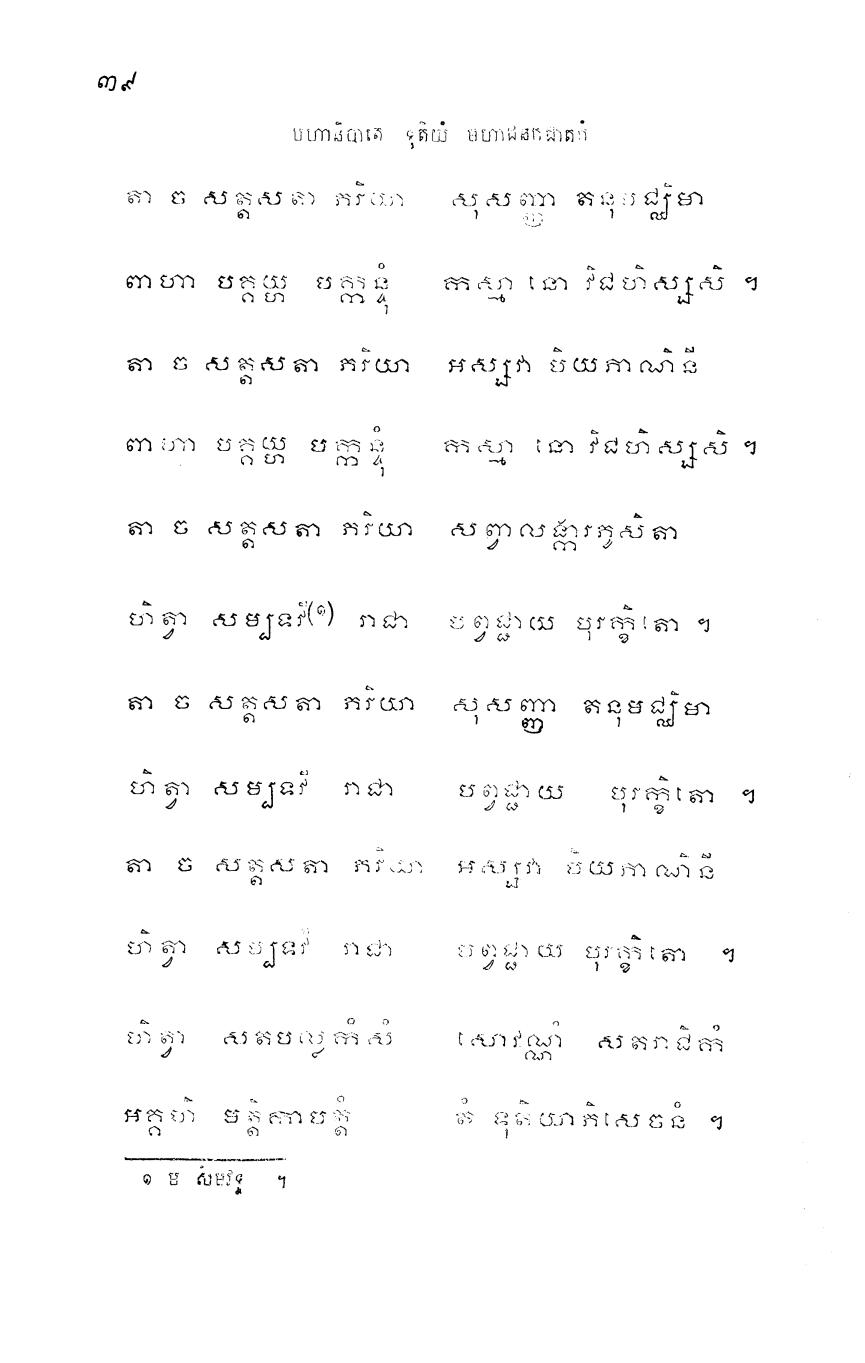 ៣៩
មហានិបាតេ ទុតិយំ មហាជនកជាតកំ
តា ច សត្តសតា ភរិយា សុសញ្ញា តនុមជ្ឈិមា
ពាហា បគ្គយ្ហ បក្កន្ទុំ កស្មា នោ វិជហិស្សសិ ។
តា ច សត្តសតា ភរិយា អស្សវា បិយភាណិនី
ពាហា បគ្គយ្ហ បក្កន្ទុំ កស្មា នោ វិជហិស្សសិ ។
តា ច សត្តសតា ភរិយា សព្វាលង្ការភូសិតា
ហិត្វា សម្បទវី(១) រាជា បព្វជ្ជាយ បុរក្ខិតោ ។
តា ច សត្តសតា ភរិយា សុសញ្ញា តនុមជ្ឈិមា
ហិត្វា សម្បទវី រាជា បព្វជ្ជាយ បុរក្ខិតោ ។
តា ច សត្តសតា ភរិយា អស្សវា បិយភាណិនី
ហិត្វា សម្បទវី រាជា បព្វជ្ជាយ បុរក្ខិតោ ។
ហិត្វា សតបល្លកំសំ សោវណ្ណំ សតរាជិកំ
អគ្គហិ មត្តិកាបត្តំ តំ ទុតិយាភិសេចនំ ។
១ ម សំមវទ្ទ ។